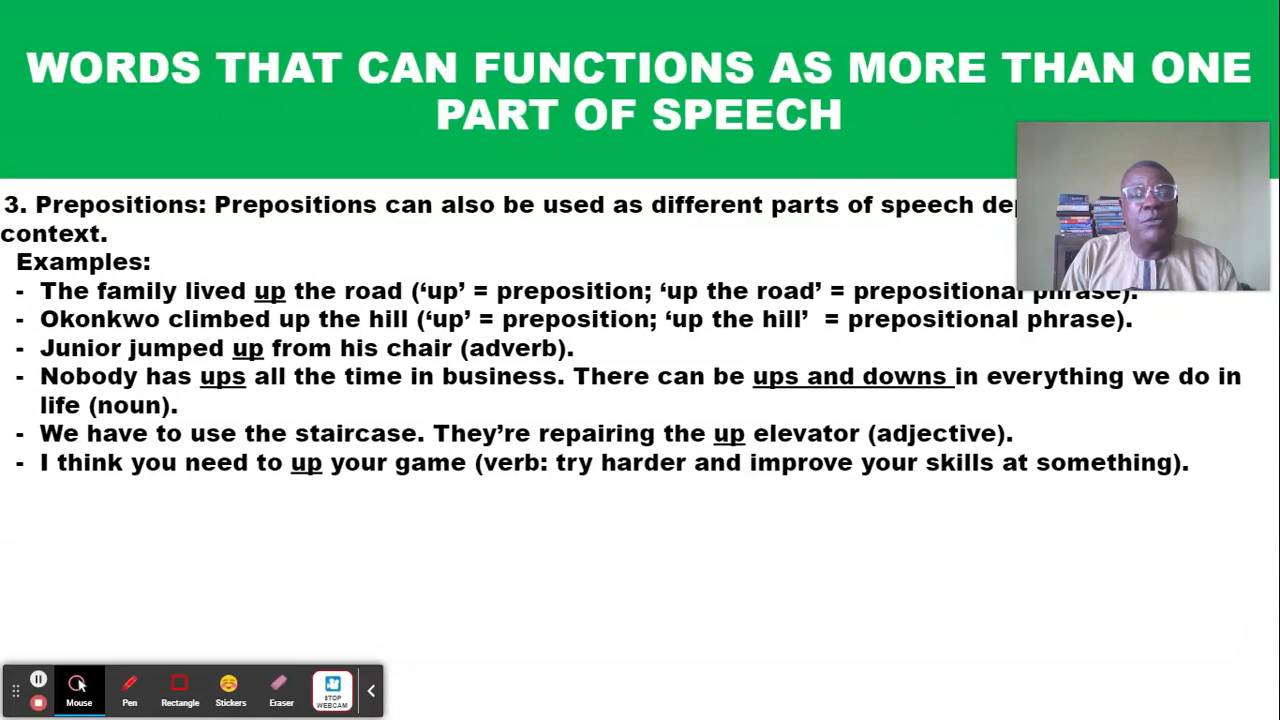 WORDS THAT CAN FUNCTIONS AS MORE THAN ONE
PART OF SPEECH
3. Prepositions: Prepositions can also be used as different parts of speech
context.
Examples:
- The family lived up the road (‘up’ = preposition; ‘up the road’ = prepositional phrase).
- Okonkwo climbed up the hill (‘up’ = preposition; ‘up the hill’ = prepositional phrase).
- Junior jumped up from his chair (adverb).
- Nobody has ups all the time in business. There can be ups and downs in everything we do in
life (noun).
- We have to use the staircase. They’re repairing the up elevator (adjective).
- I think you need to up your game (verb: try harder and improve your skills at something).
Mouse Pen Rectangle Stickers Eraser STOP WEBCAM